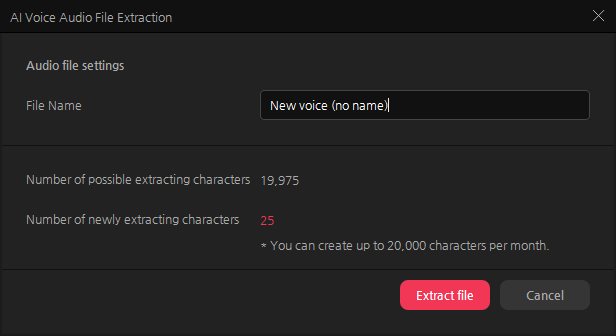 AI Voice Audio File Extraction
Audio file settings
File Name New voice (no name)
Number of possible extracting characters 19,975
Number of newly extracting characters 25
* You can create up to 20,000 characters per month.
Extract file Cancel